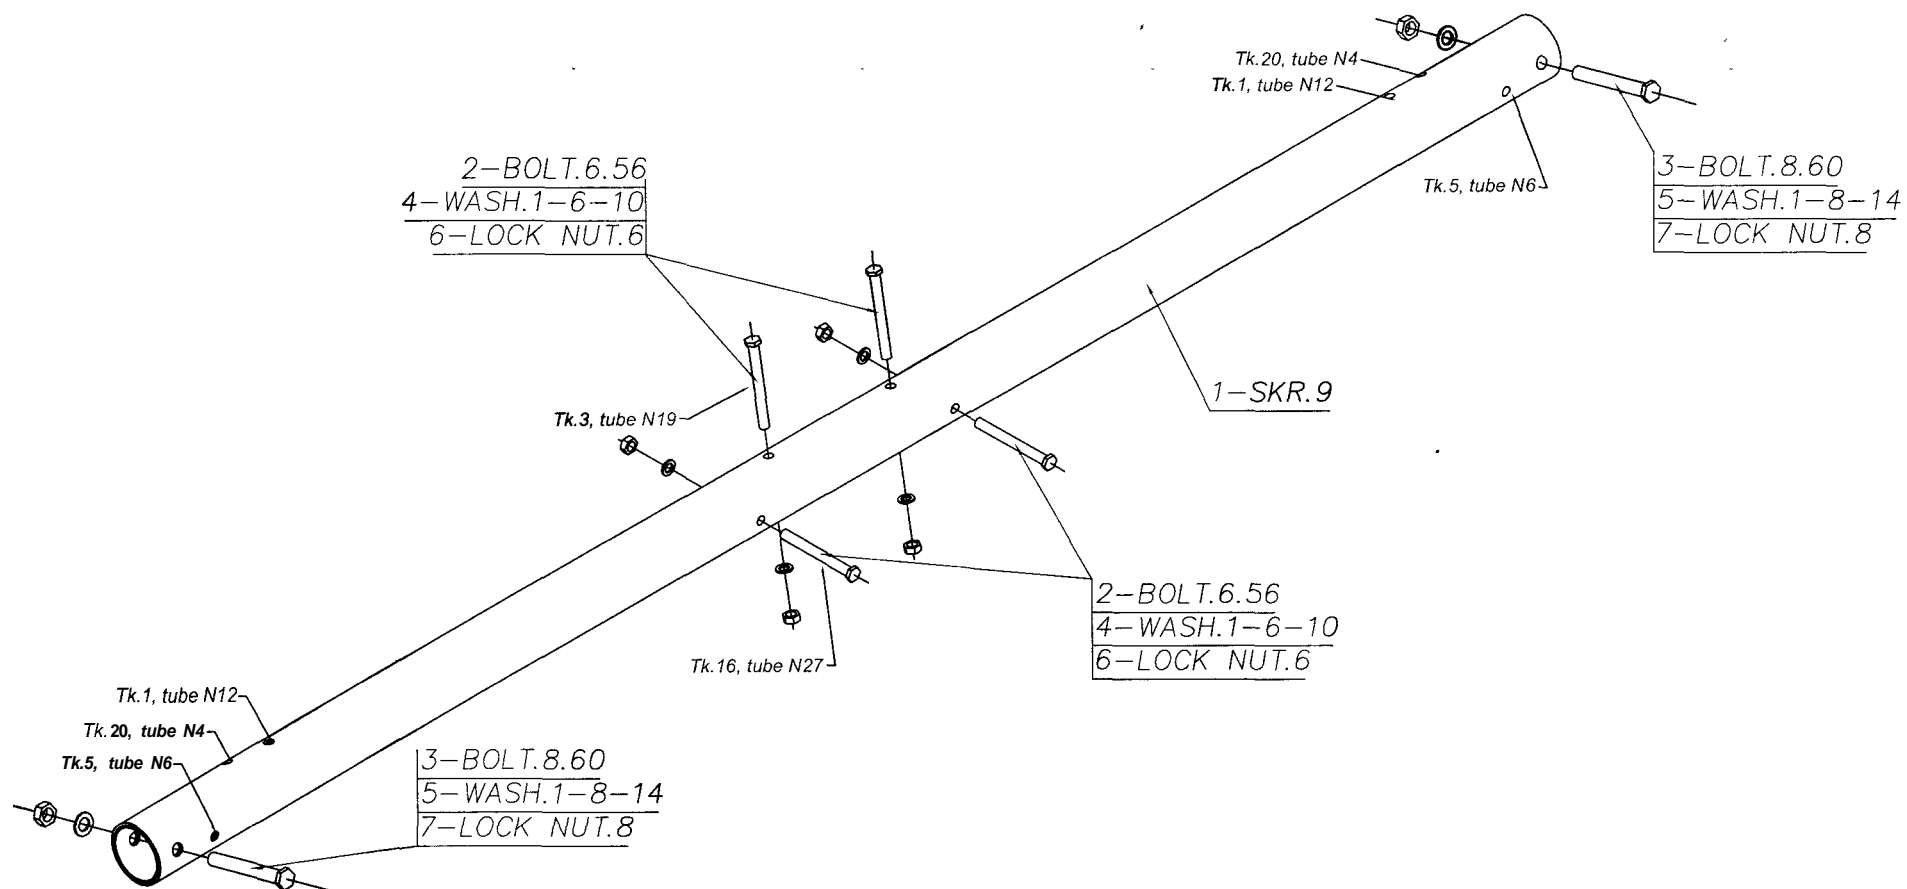 Tk.20, tube N4
Tk.1, tube N12
2-BOLT.6.56
4-WASH.1-6-10
6-LOCK NUT.6
3-BOLT.8.60
5-WASH.1-8-14
7-LOCK NUT.8
Tk.5, tube N6
1-SKR.9
Tk.3, tube N19
2-BOLT.6.56
4-WASH.1-6-10
6-LOCK NUT.6
Tk.16, tube N27
Tk.1, tube N12
Tk.20, tube N4
Tk.5, tube N6
3-BOLT.8.60
5-WASH.1-8-14
7-LOCK NUT.8